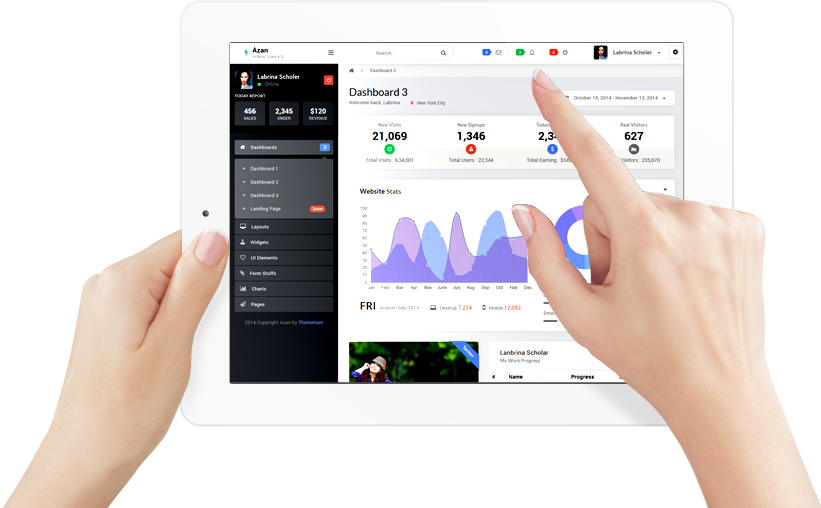 Azan
Search...
4
3
4
Labrina Scholer
Labrina Scholer
Online
TODAY REPORT
456
SALES
2,345
ORDER
$120
REVENUE
Dashboards
3
Dashboard 1
Dashboard 2
Dashboard 3
Landing Page
Layouts
Widgets
UI Elements
Form Stuffs
Charts
Pages
2014 Copyright Azan by Themenum
/ Dashboard 3
Dashboard 3
Welcome back, Labrina
New York City
October 15, 2014 - November 13, 2014
New Visits
21,069
Total Visits : 9,34,001
New Signups
1,346
Total Users : 22,344
Today
2,34
Total Earning : $34
Real Visitors
627
Visitors : 235,670
Website Stats
100
90
80
70
60
50
40
30
20
10
0
Jan Feb Mar Apr May June July Aug Sep Oct Nov Dec
FRI
August-Sep/2013
Desktop 7,234
Mobile 12,092
Email
Lanbrina Scholar
My Work Progress
# Name Progress